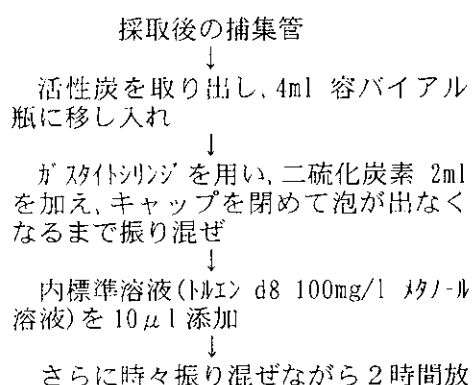 採取後の捕集管
↓
活性炭を取り出し,4ml 容バイアル
瓶に移し入れ
↓
ガスタイトシリンジを用い,二硫化炭素 2ml
を加え,キャップを閉めて泡が出なく
なるまで振り混ぜ
↓
内標準溶液(トルエン d8 100mg/l メタノール
溶液)を 10μl 添加
↓
さらに時々振り混ぜながら2時間放